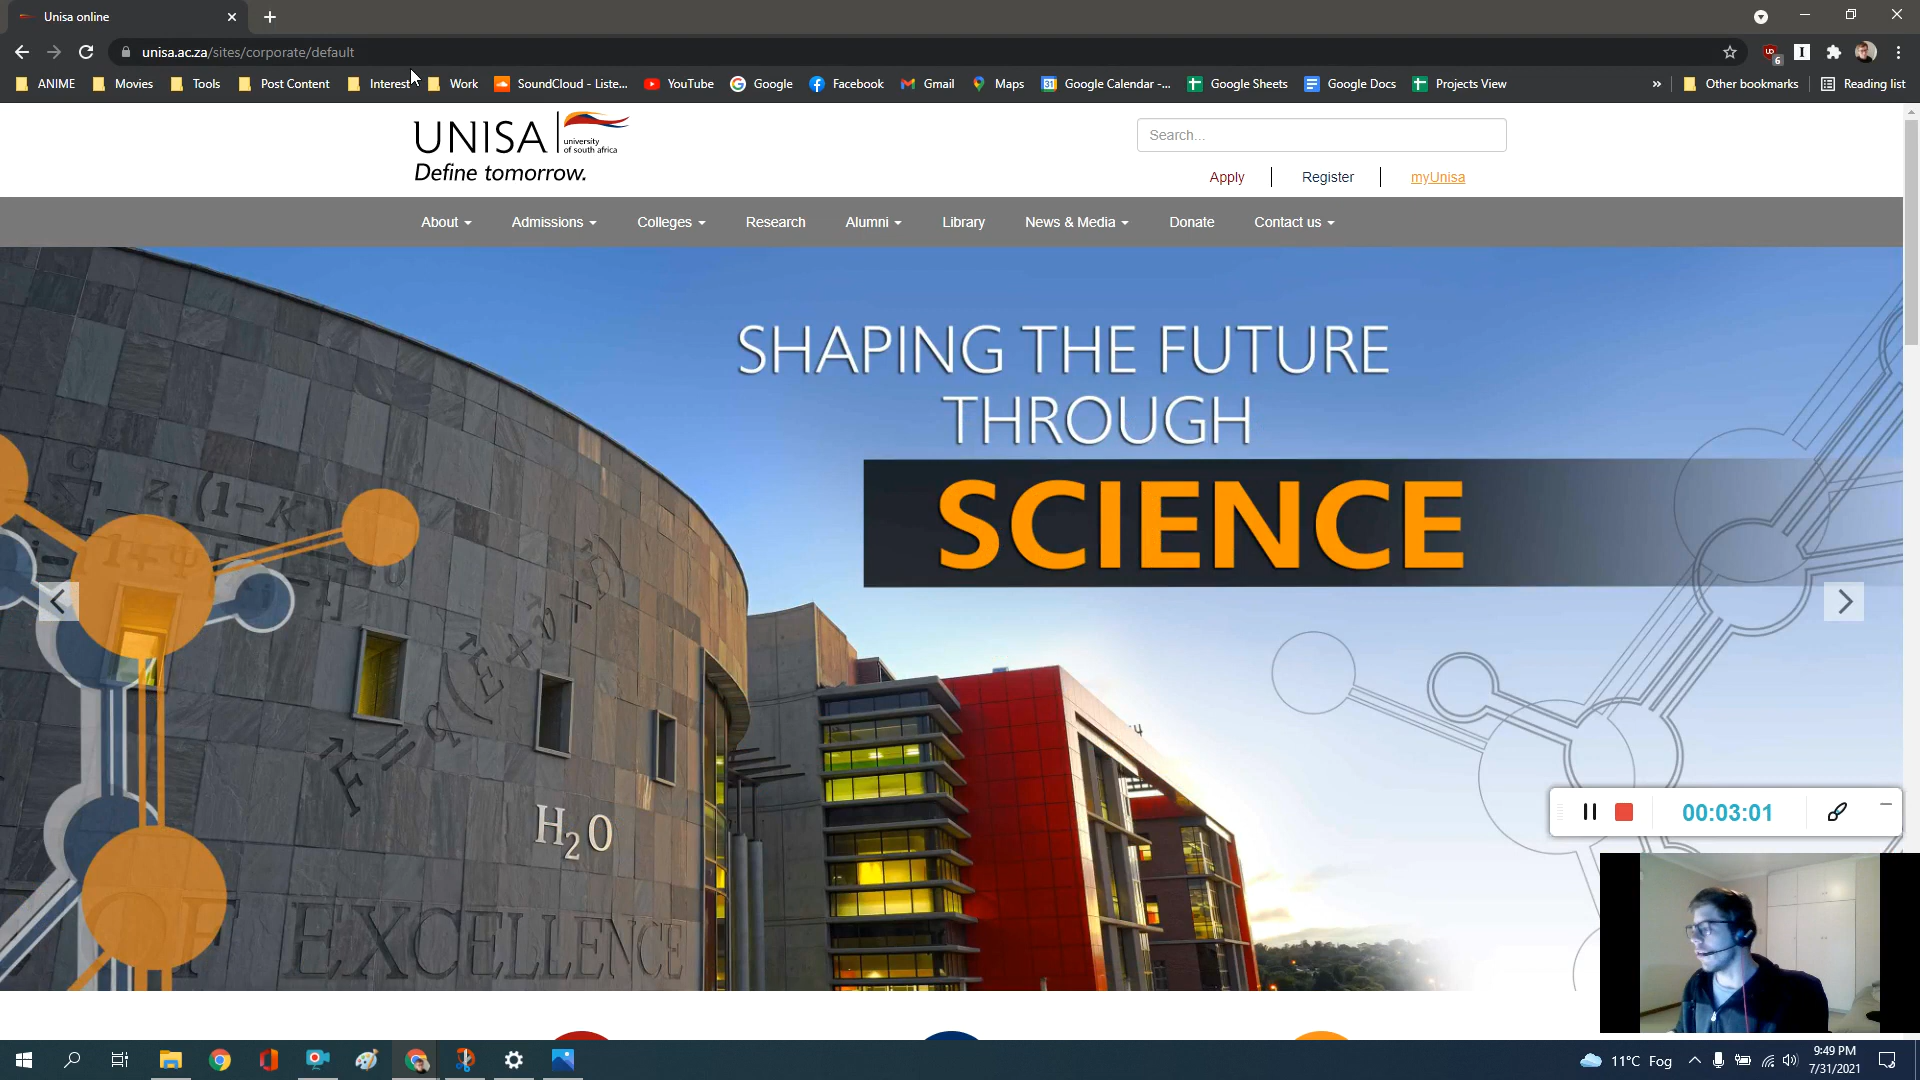 Unisa online
unisa.ac.za/sites/corporate/default
6
ANIME
Movies
Tools
Post Content
Interest
Work
SoundCloud - Liste...
YouTube
Google
Facebook
Gmail
Maps
31
Google Calendar -...
Google Sheets
Google Docs
Projects View
»
Other bookmarks
Reading list
UNISA
university
of south africa
Define tomorrow.
Search...
Apply
Register
myUnisa
About
Admissions
Colleges
Research
Alumni
Library
News & Media
Donate
Contact us
SHAPING THE FUTURE
THROUGH
SCIENCE
H2O
OF EXCELLENCE
00:03:01
11°C Fog
9:49 PM
7/31/2021